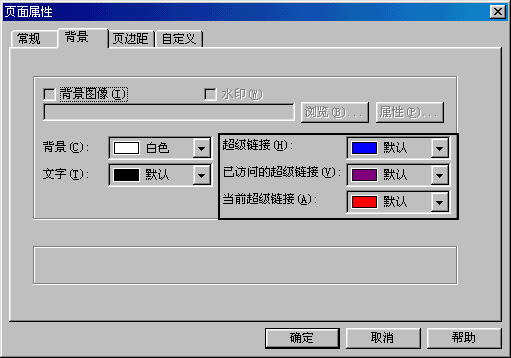 页面属性
常规 背景 页边距 自定义
背景图像(I) 水印(W)
浏览(B)... 属性(P)...
背景(C): 白色 超级链接(H): 默认
文字(T): 默认 已访问的超级链接(V): 默认
当前超级链接(A): 默认
确定 取消 帮助